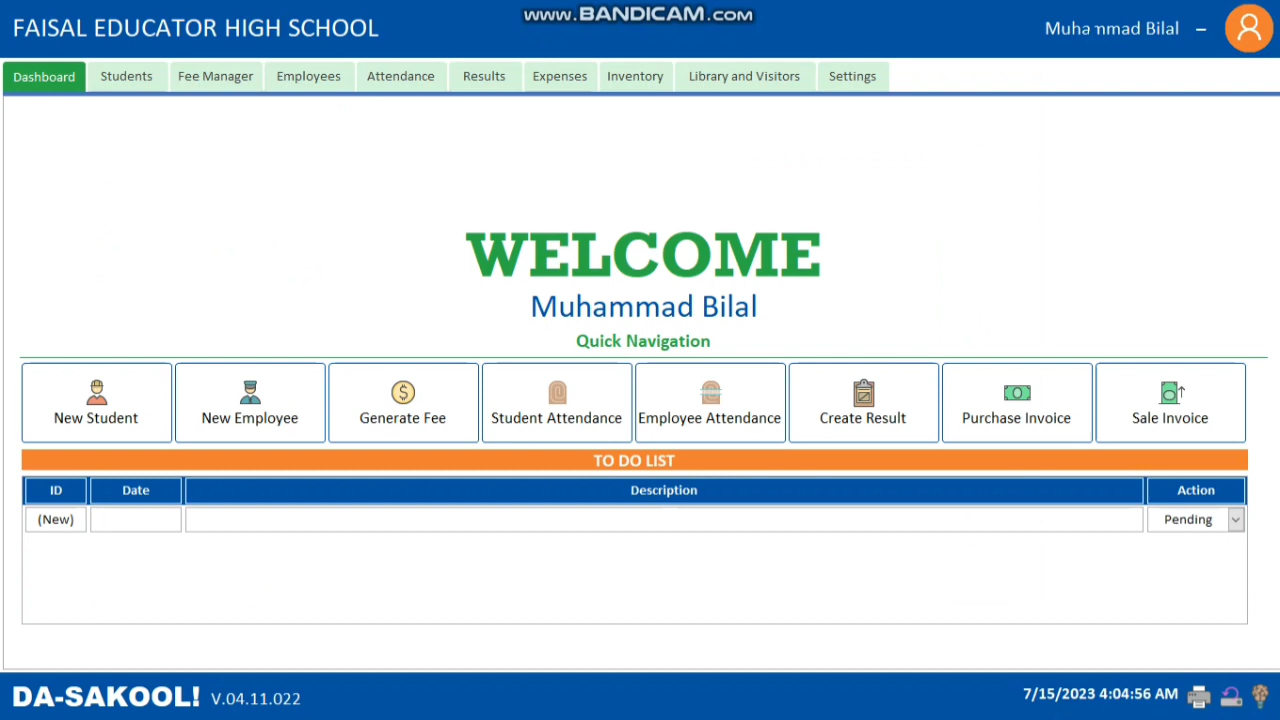 www.BANDICAM.com
FAISAL EDUCATOR HIGH SCHOOL
Muhammad Bilal
Dashboard Students Fee Manager Employees Attendance Results Expenses Inventory Library and Visitors Settings
WELCOME
Muhammad Bilal
Quick Navigation
New Student New Employee Generate Fee Student Attendance Employee Attendance Create Result Purchase Invoice Sale Invoice
TO DO LIST
ID Date Description Action
(New) Pending
DA-SAKOOL! V.04.11.022 7/15/2023 4:04:56 AM